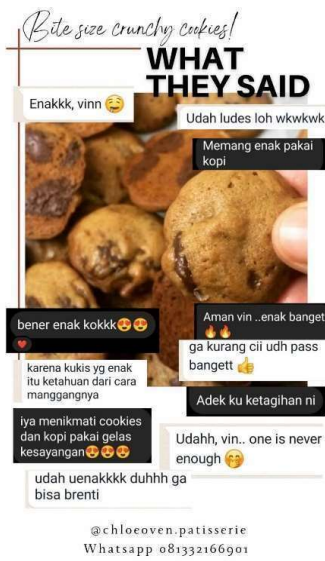 Bite size crunchy cookies!
WHAT
THEY SAID
Enakkk, vinn 🤤
Udah ludes loh wkwkwk
Memang enak pakai
kopi
bener enak kokkk😍😍
❤️
Aman vin ..enak banget
🔥🔥
ga kurang cii udh pass
bangett 👍
karena kukis yg enak
itu ketahuan dari cara
manggangnya
Adek ku ketagihan ni
iya menikmati cookies
dan kopi pakai gelas
kesayangan😍😍😍
Udahh, vin.. one is never
enough 🤭
udah uenakkkk duhhh ga
bisa brenti
@chloeoven.patisserie
Whatsapp 081332166901